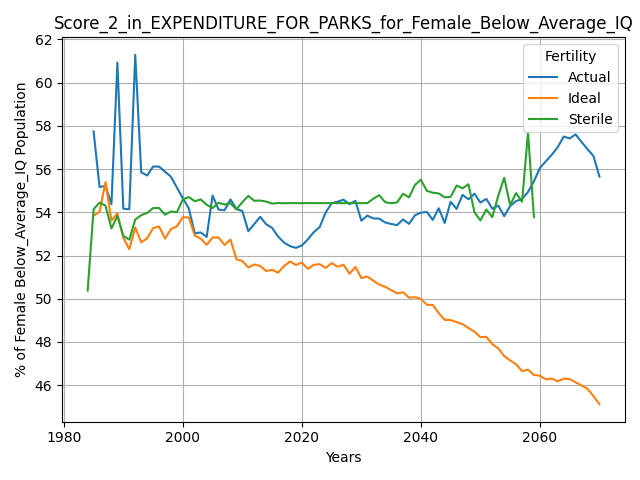 Score_2_in_EXPENDITURE_FOR_PARKS_for_Female_Below_Average_IQ
62
60
58
56
54
52
50
48
46
% of Female Below_Average_IQ Population
Fertility
Actual
Ideal
Sterile
1980
2000
2020
2040
2060
Years